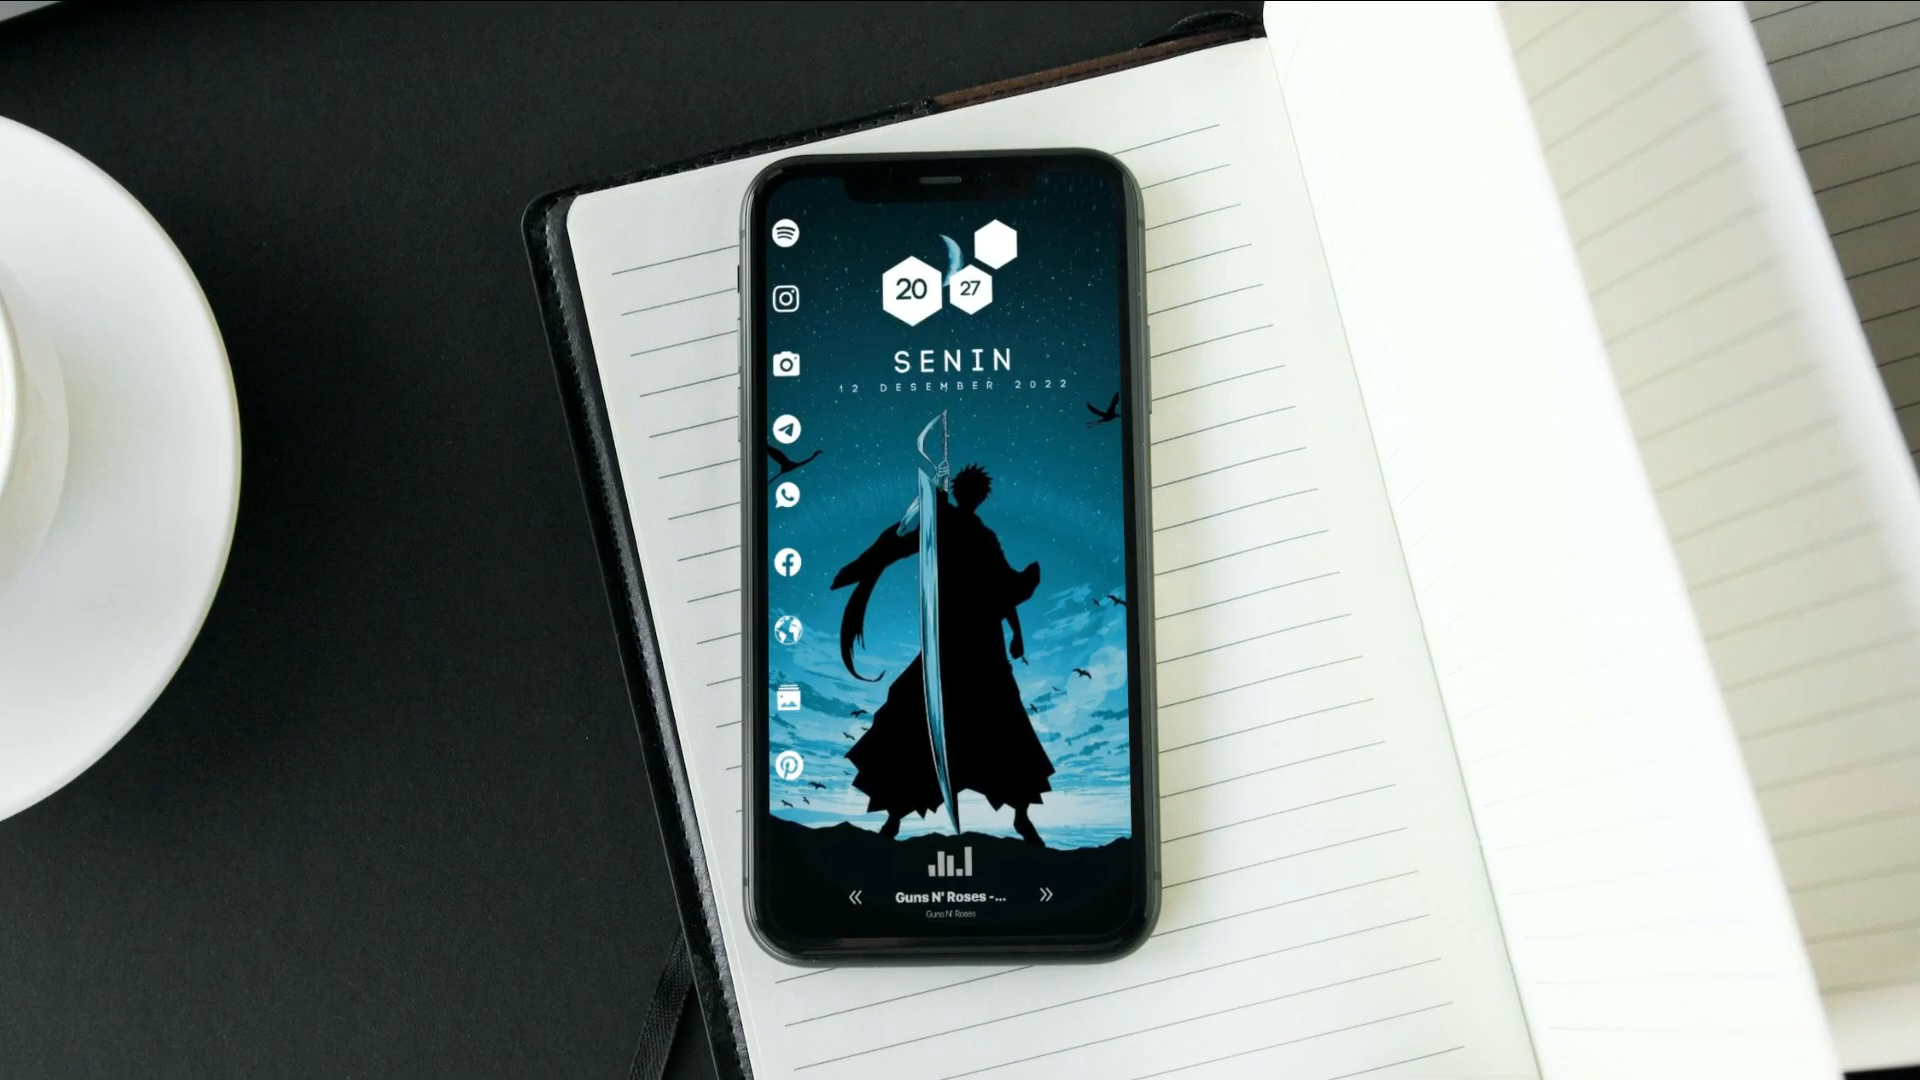 20
27
SENIN
12 DESEMBER 2022
Guns N' Roses -...
Guns N' Roses